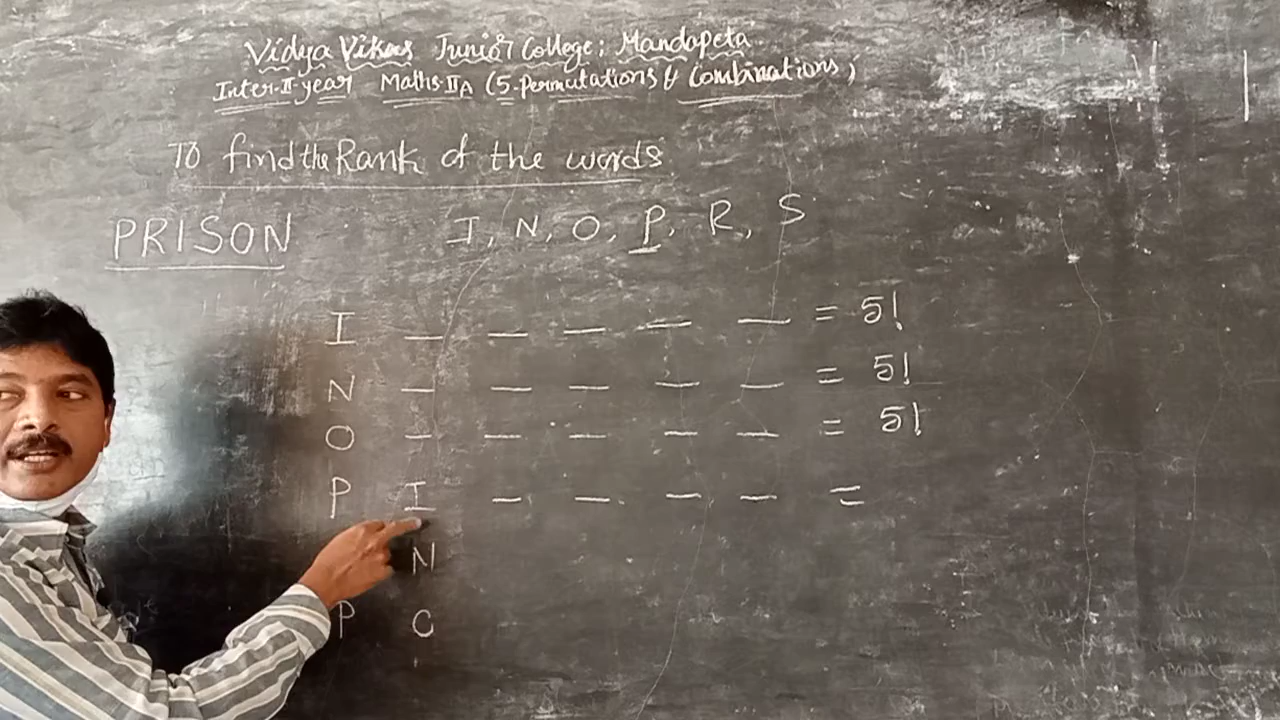 Vidya Vikas Junior College; Mandapeta
Inter-II-year Maths-IIA (5-Permutations & Combinations;
To find the Rank of the words
PRISON I, N, O, P, R, S
I _ _ _ _ _ = 5!
N _ _ _ _ _ = 5!
O _ _ _ _ _ = 5!
P I _ _ _ _ =
N
P O